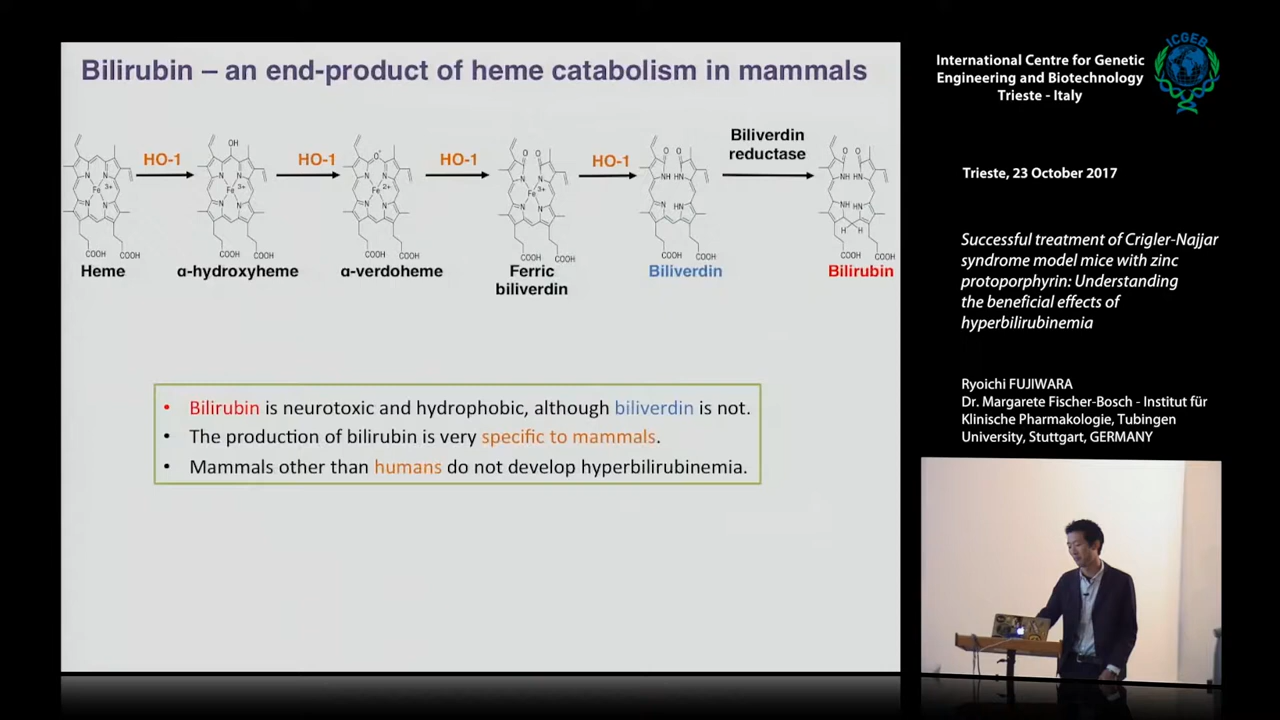 Bilirubin – an end-product of heme catabolism in mammals
HO-1
HO-1
HO-1
HO-1
Biliverdin
reductase
Heme
α-hydroxyheme
α-verdoheme
Ferric
biliverdin
Biliverdin
Bilirubin
• Bilirubin is neurotoxic and hydrophobic, although biliverdin is not.
• The production of bilirubin is very specific to mammals.
• Mammals other than humans do not develop hyperbilirubinemia.
ICGEB
International Centre for Genetic
Engineering and Biotechnology
Trieste - Italy
Trieste, 23 October 2017
Successful treatment of Crigler-Najjar
syndrome model mice with zinc
protoporphyrin: Understanding
the beneficial effects of
hyperbilirubinemia
Ryoichi FUJIWARA
Dr. Margarete Fischer-Bosch - Institut für
Klinische Pharmakologie, Tubingen
University, Stuttgart, GERMANY